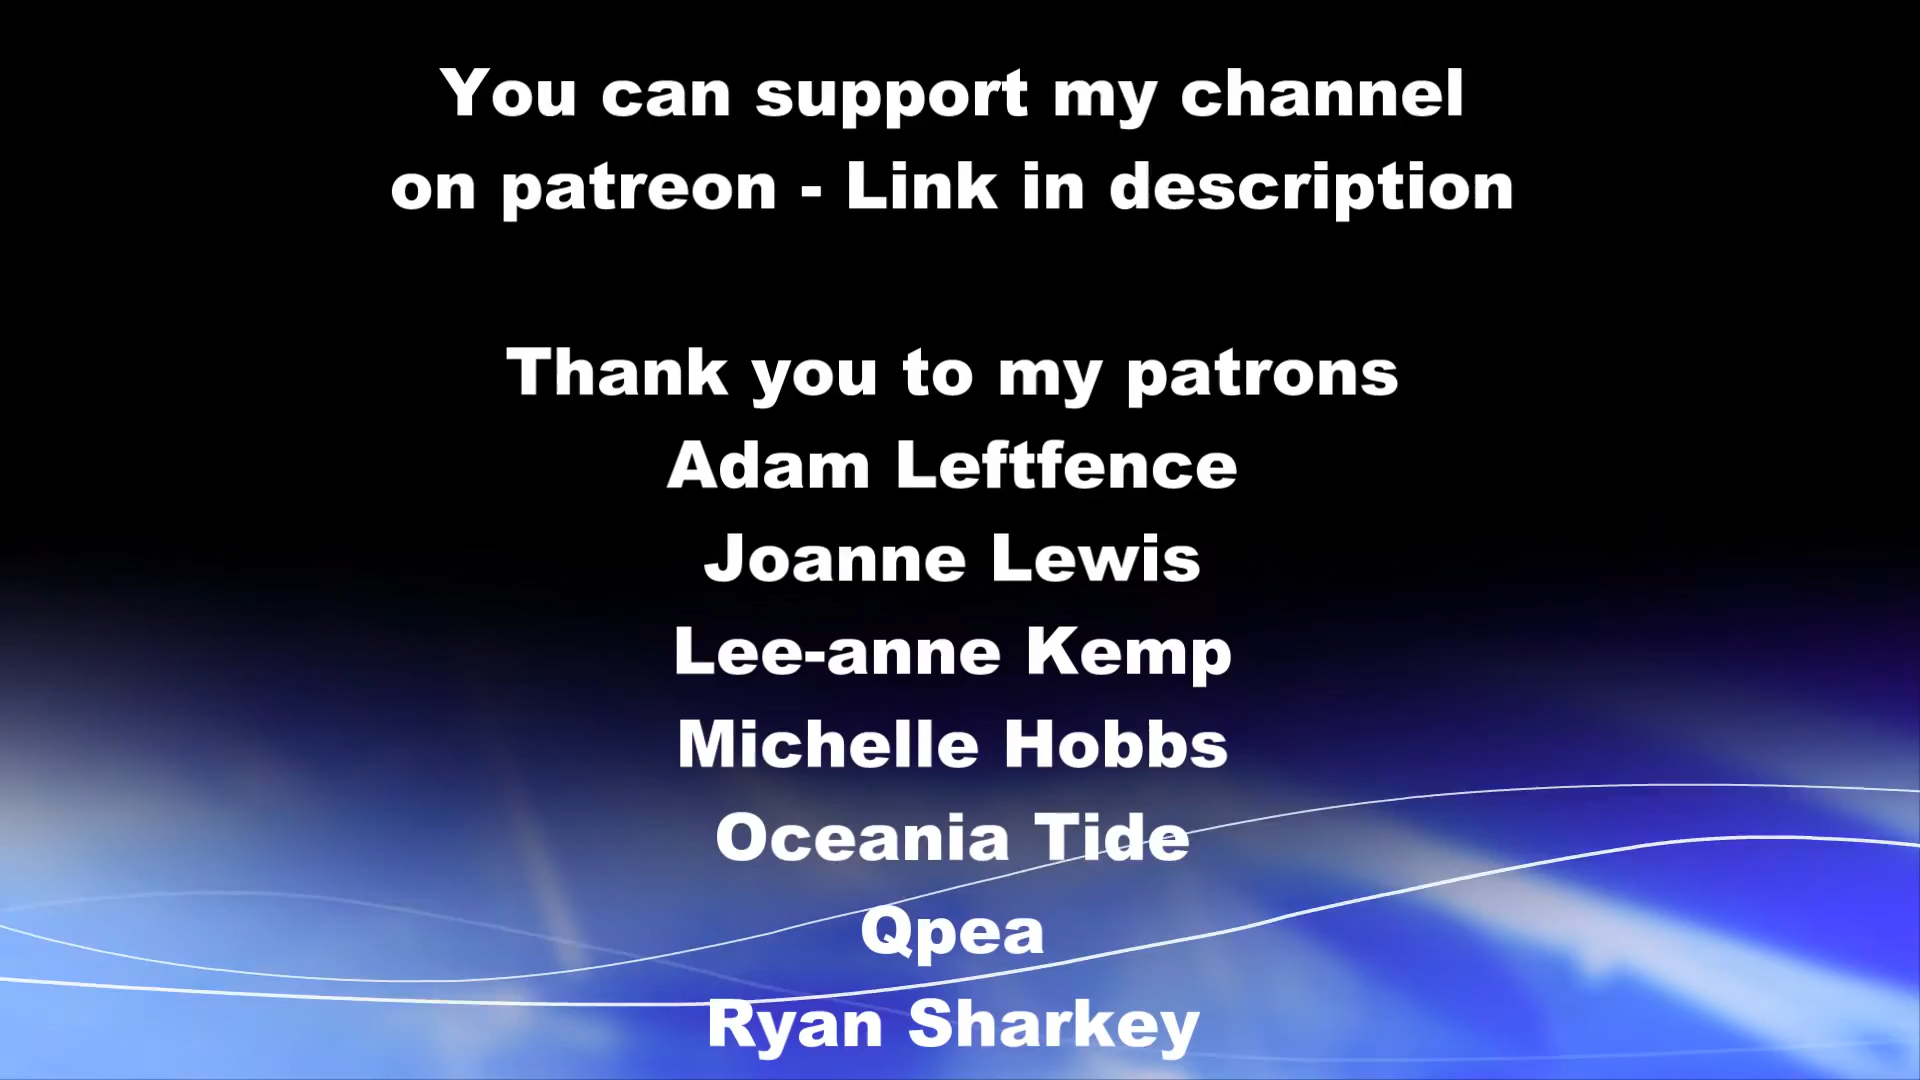 You can support my channel
on patreon - Link in description
Thank you to my patrons
Adam Leftfence
Joanne Lewis
Lee-anne Kemp
Michelle Hobbs
Oceania Tide
Qpea
Ryan Sharkey